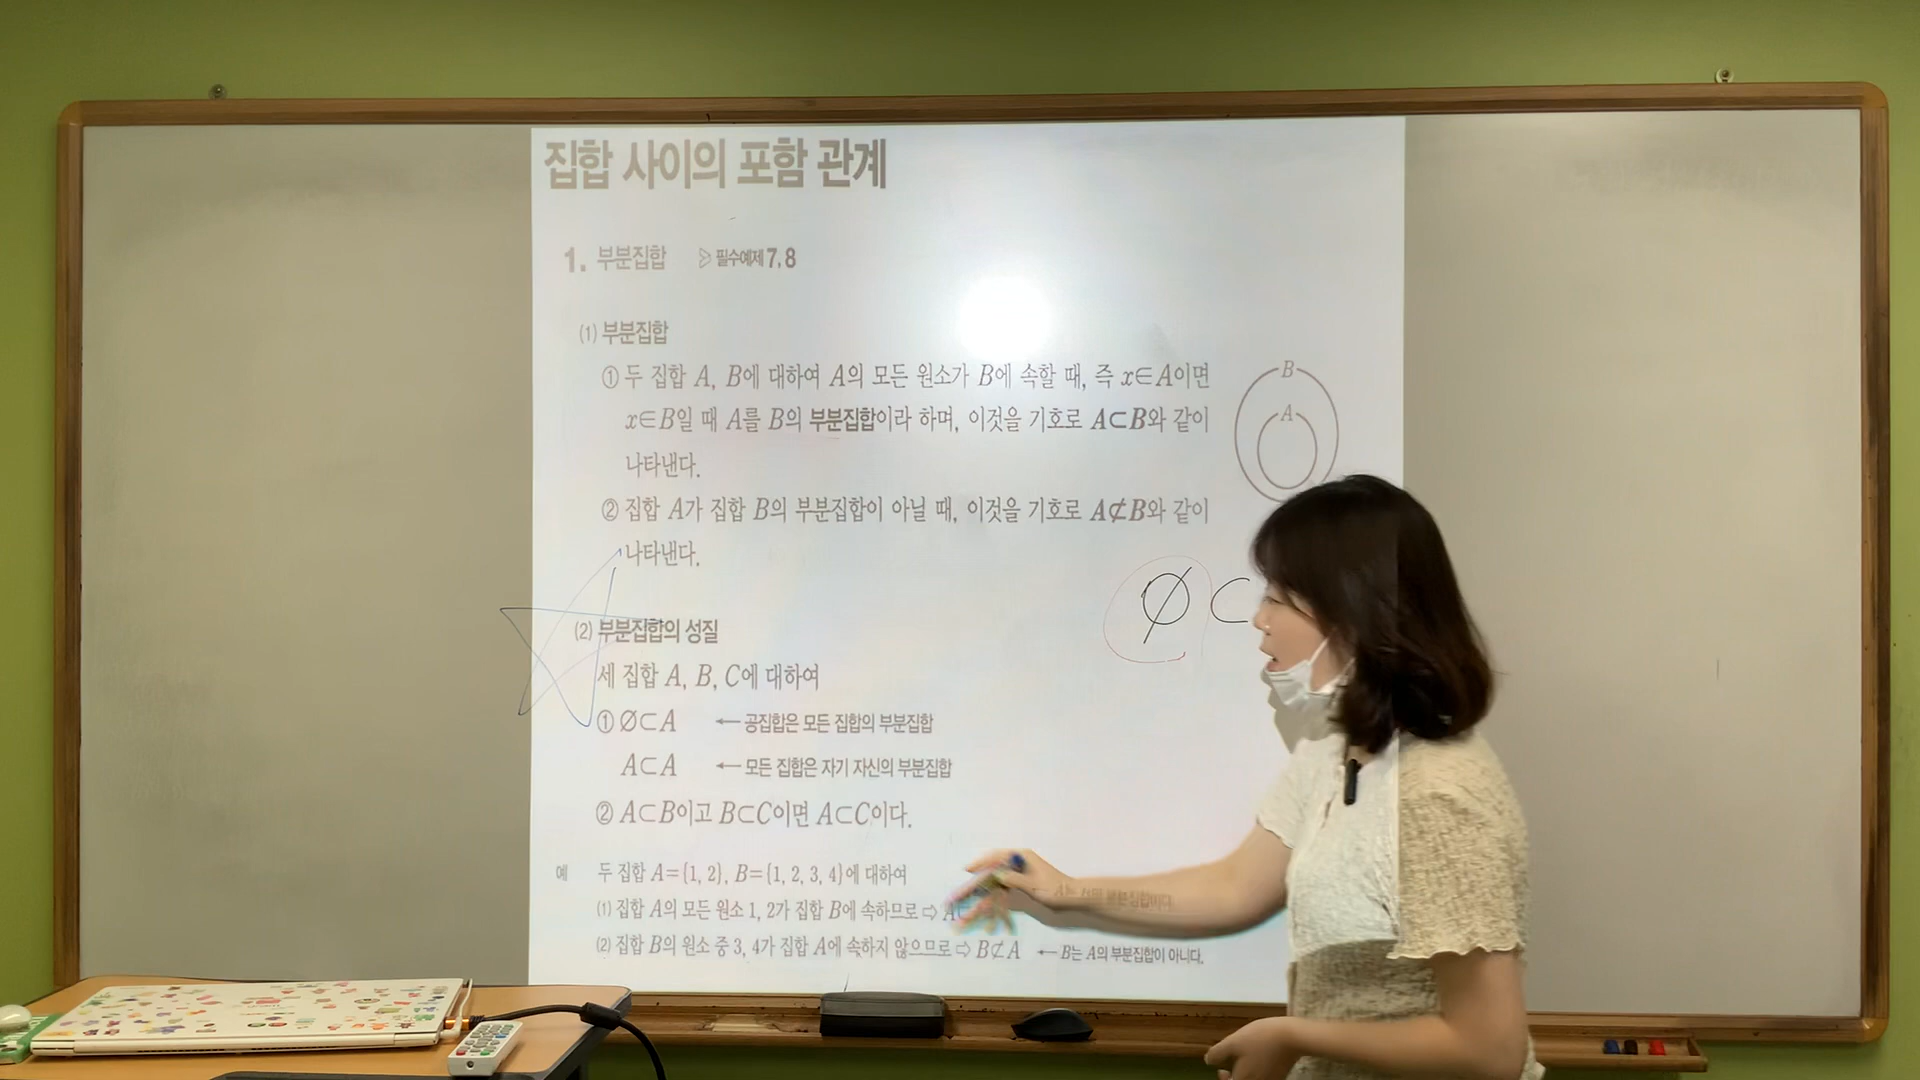 집합 사이의 포함 관계
1. 부분집합 ▷ 필수예제 7, 8
(1) 부분집합
① 두 집합 A, B에 대하여 A의 모든 원소가 B에 속할 때, 즉 x∈A이면
x∈B일 때 A를 B의 부분집합이라 하며, 이것을 기호로 A⊂B와 같이
나타낸다.
B
A
② 집합 A가 집합 B의 부분집합이 아닐 때, 이것을 기호로 A⊄B와 같이
나타낸다.
∅ ⊂
(2) 부분집합의 성질
세 집합 A, B, C에 대하여
① ∅⊂A ← 공집합은 모든 집합의 부분집합
A⊂A ← 모든 집합은 자기 자신의 부분집합
② A⊂B이고 B⊂C이면 A⊂C이다.
예 두 집합 A={1, 2}, B={1, 2, 3, 4}에 대하여
(1) 집합 A의 모든 원소 1, 2가 집합 B에 속하므로 ⇨ A⊂
(2) 집합 B의 원소 중 3, 4가 집합 A에 속하지 않으므로 ⇨ B⊄A ← B는 A의 부분집합이 아니다.